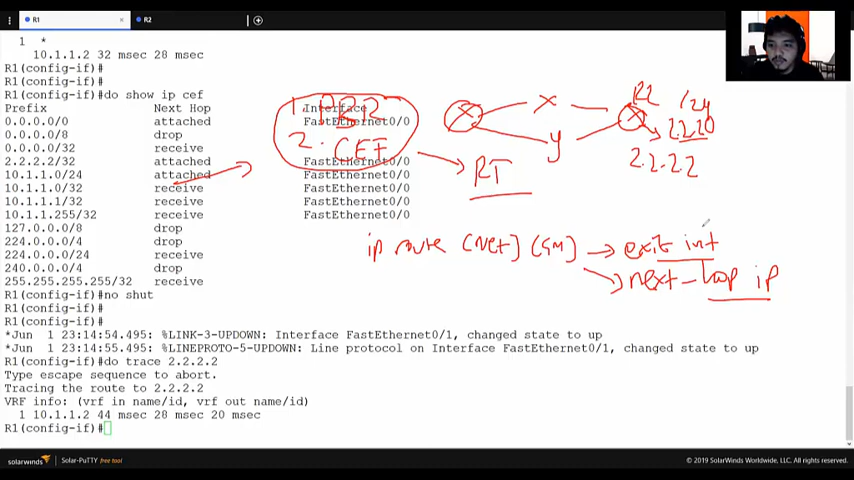 R1
R2
1 *
10.1.1.2 32 msec 28 msec
R1(config-if)#
R1(config-if)#
R1(config-if)#do show ip cef
Prefix Next Hop Interface
0.0.0.0/0 attached FastEthernet0/0
0.0.0.0/8 drop
0.0.0.0/32 receive
2.2.2.2/32 attached FastEthernet0/0
10.1.1.0/24 attached FastEthernet0/0
10.1.1.0/32 receive FastEthernet0/0
10.1.1.1/32 receive FastEthernet0/0
10.1.1.255/32 receive FastEthernet0/0
127.0.0.0/8 drop
224.0.0.0/4 drop
224.0.0.0/24 receive
240.0.0.0/4 drop
255.255.255.255/32 receive
R1(config-if)#no shut
R1(config-if)#
R1(config-if)#
*Jun 1 23:14:54.495: %LINK-3-UPDOWN: Interface FastEthernet0/1, changed state to up
*Jun 1 23:14:55.495: %LINEPROTO-5-UPDOWN: Line protocol on Interface FastEthernet0/1, changed state to up
R1(config-if)#do trace 2.2.2.2
Type escape sequence to abort.
Tracing the route to 2.2.2.2
VRF info: (vrf in name/id, vrf out name/id)
1 10.1.1.2 44 msec 28 msec 20 msec
R1(config-if)#
1. PBR
2. CEF
RT
x
y
R2
/24
2.2.2.0
2.2.2.2
ip route (Net) (SM) → exit int
next-hop ip
solarwinds Solar-PuTTY free tool
© 2019 SolarWinds Worldwide, LLC. All rights reserved.